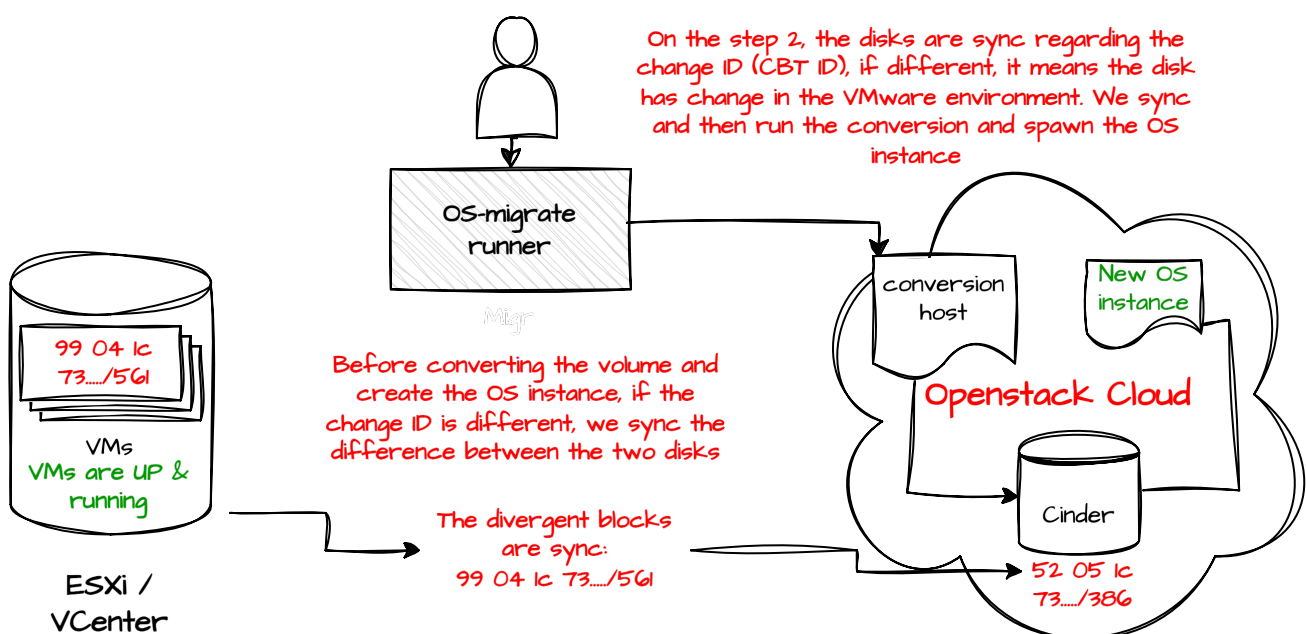 On the step 2, the disks are sync regarding the
change ID (CBT ID), if different, it means the disk
has change in the VMware environment. We sync
and then run the conversion and spawn the OS
instance
OS-migrate
runner
Migr
conversion
host
New OS
instance
99 04 1c
73...../561
VMs
VMs are UP &
running
ESXi /
VCenter
Before converting the volume and
create the OS instance, if the
change ID is different, we sync the
difference between the two disks
Openstack Cloud
Cinder
The divergent blocks
are sync:
99 04 1c 73...../561
52 05 1c
73...../386